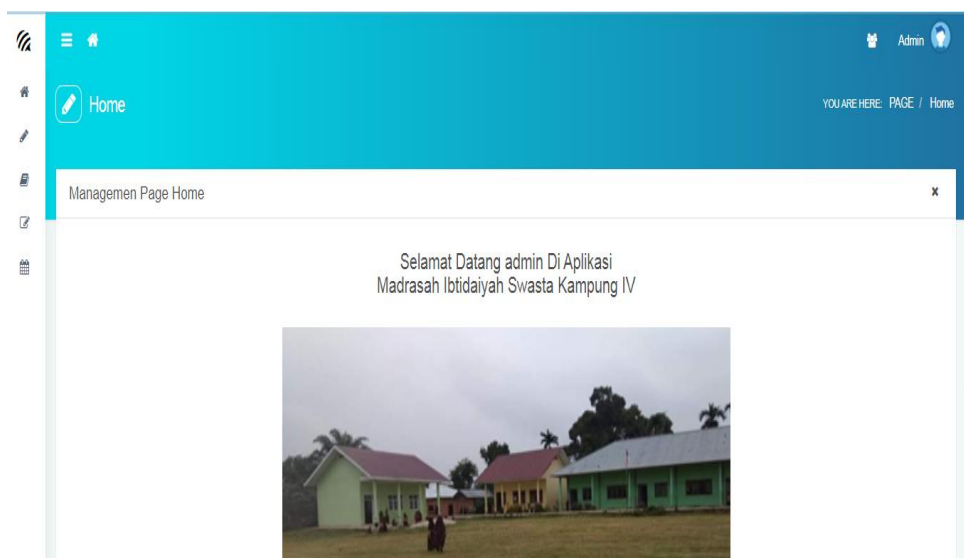 Admin
Home
YOU ARE HERE: PAGE / Home
Managemen Page Home
x
Selamat Datang admin Di Aplikasi
Madrasah Ibtidaiyah Swasta Kampung IV